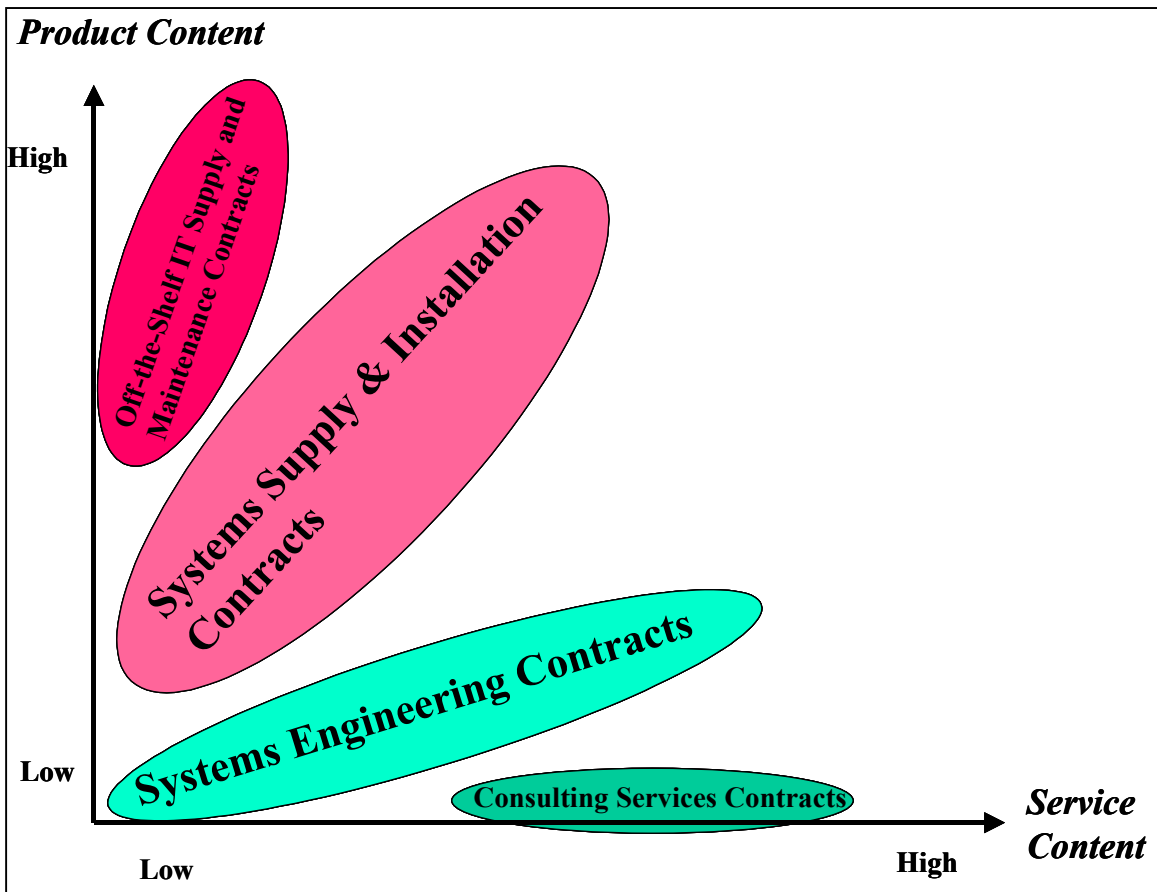 Product Content
High
Off-the-Shelf IT Supply and
Maintenance Contracts
Systems Supply & Installation
Contracts
Systems Engineering Contracts
Low
Consulting Services Contracts
Service
Content
Low
High